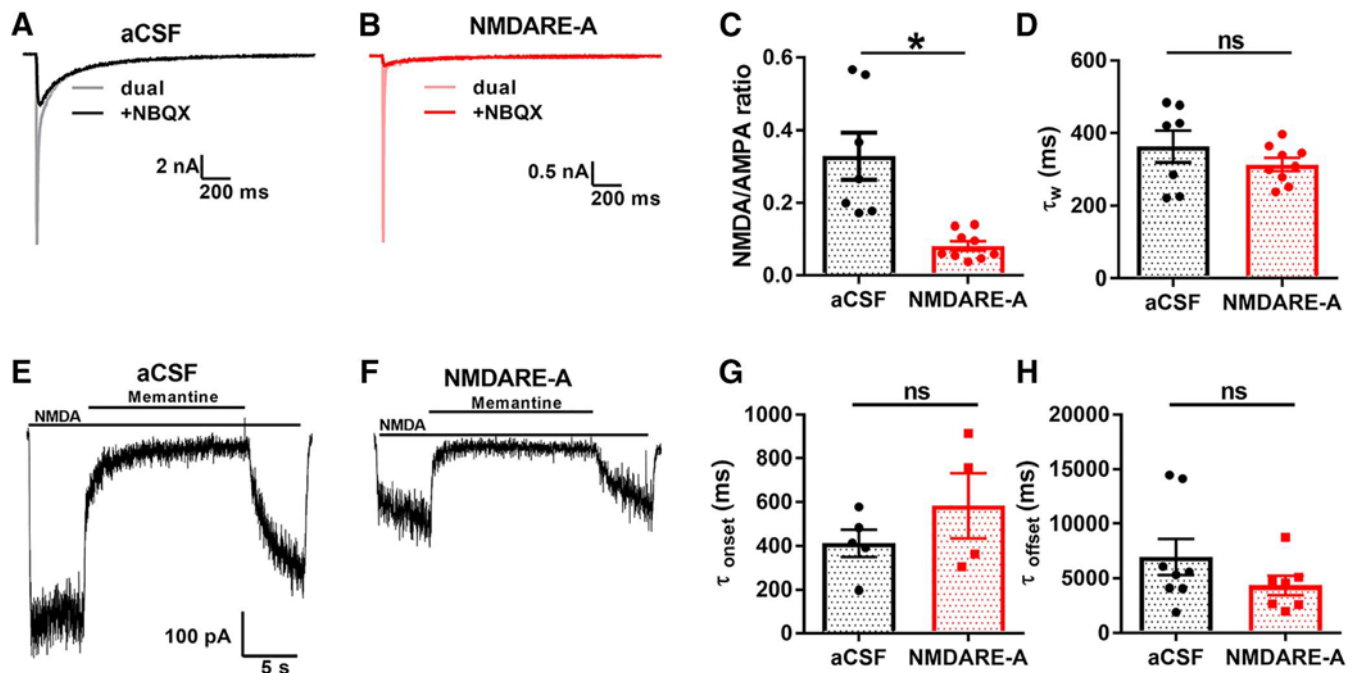 A
aCSF
dual
+NBQX
2 nA
200 ms
B
NMDARE-A
dual
+NBQX
0.5 nA
200 ms
C
*
NMDA/AMPA ratio
0.6
0.4
0.2
0.0
aCSF NMDARE-A
D
ns
τw (ms)
600
400
200
0
aCSF NMDARE-A
E
aCSF
Memantine
NMDA
100 pA
5 s
F
NMDARE-A
Memantine
NMDA
G
ns
τ onset (ms)
1000
800
600
400
200
0
aCSF NMDARE-A
H
ns
τ offset (ms)
20000
15000
10000
5000
0
aCSF NMDARE-A